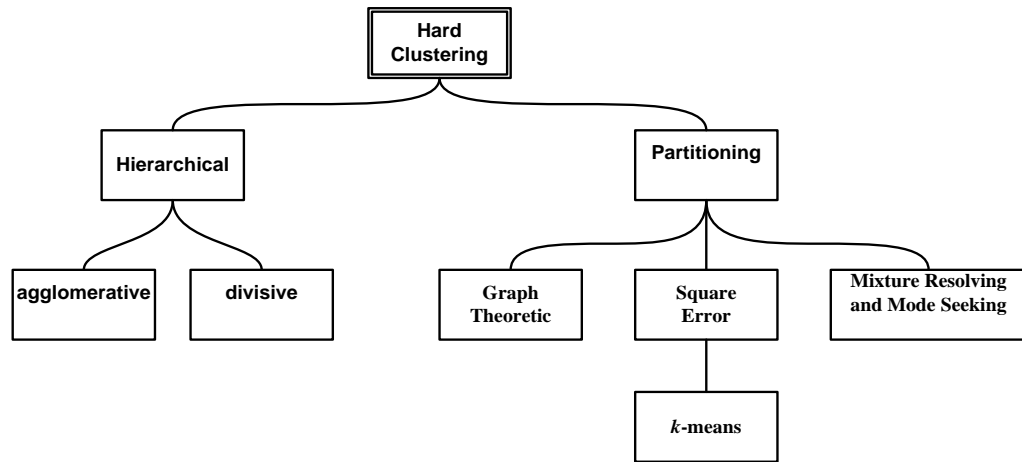 Hard
Clustering
Hierarchical
Partitioning
agglomerative
divisive
Graph
Theoretic
Square
Error
Mixture Resolving
and Mode Seeking
k-means